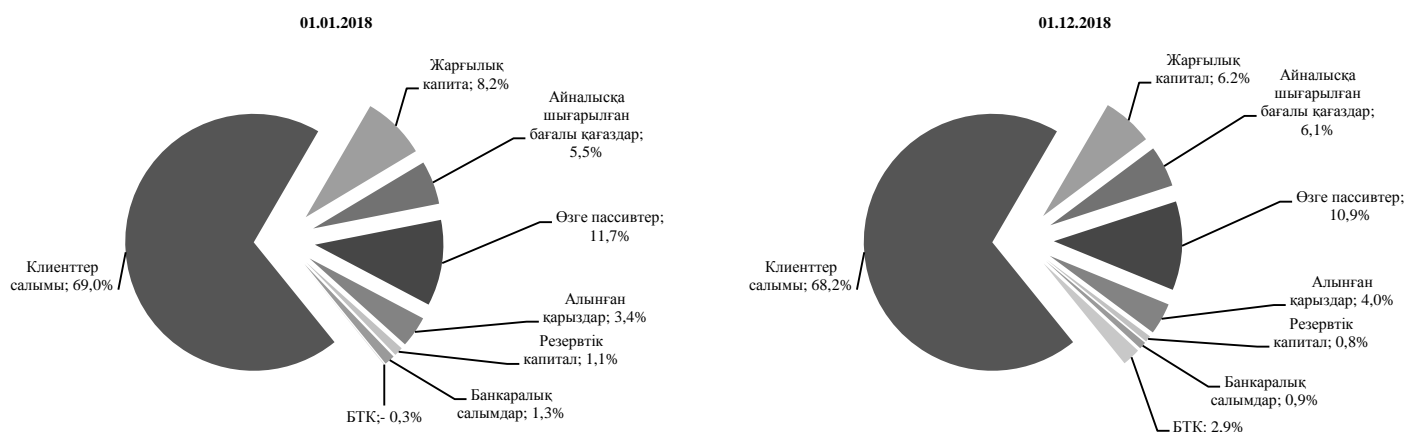 01.01.2018
Жарғылық
капита; 8,2%
Айналысқа
шығарылған
бағалы қағаздар;
5,5%
Өзге пассивтер;
11,7%
Алынған
қарыздар; 3,4%
Резервтік
капитал; 1,1%
Банкаралық
салымдар; 1,3%
БТК;- 0,3%
Клиенттер
салымы; 69,0%
01.12.2018
Жарғылық
капитал; 6.2%
Айналысқа
шығарылған
бағалы қағаздар;
6,1%
Өзге пассивтер;
10,9%
Алынған
қарыздар; 4,0%
Резервтік
капитал; 0,8%
Банкаралық
салымдар; 0,9%
БТК; 2,9%
Клиенттер
салымы; 68,2%